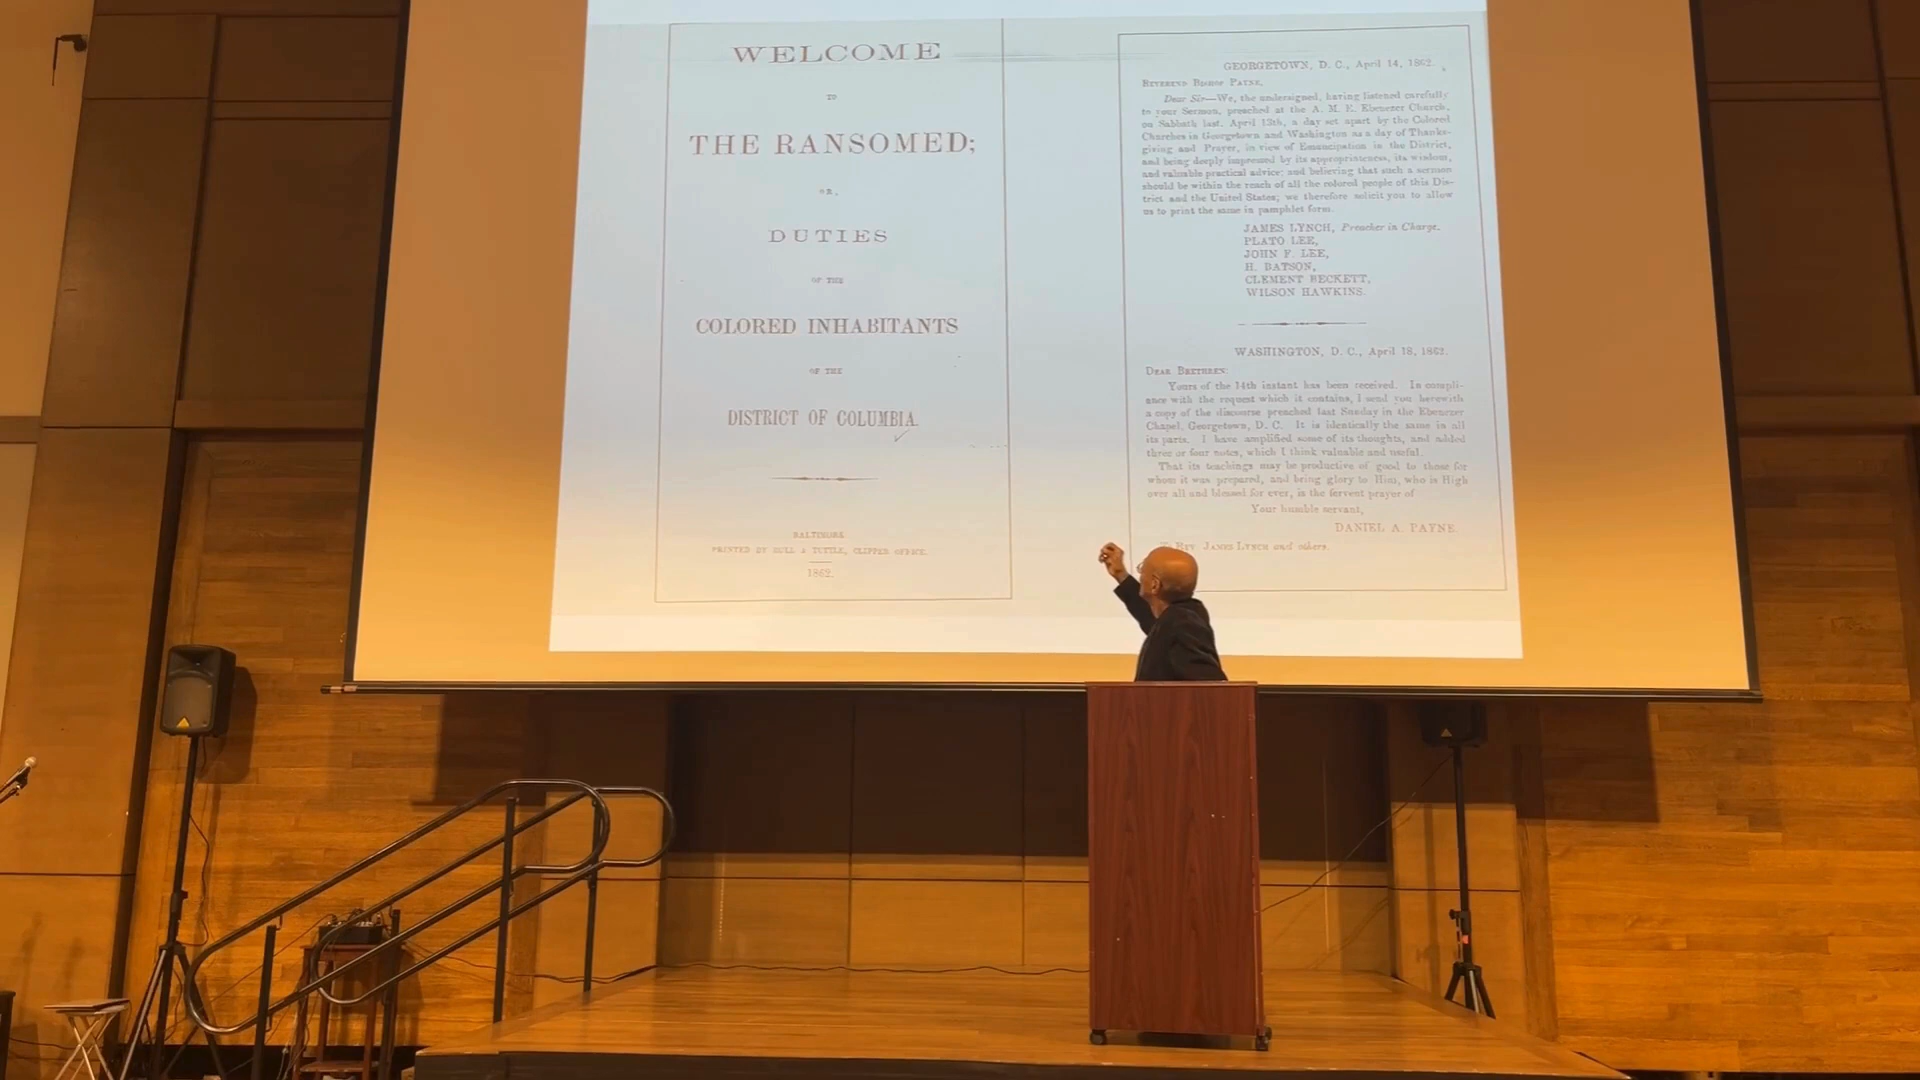 WELCOME
TO
THE RANSOMED;
OR,
DUTIES
OF THE
COLORED INHABITANTS
OF THE
DISTRICT OF COLUMBIA.
BALTIMORE
PRINTED BY BULL & TUTTLE, CLIPPER OFFICE.
1862.
GEORGETOWN, D. C., April 14, 1862.
REVEREND BISHOP PAYNE.
Dear Sir—We, the undersigned, having listened carefully
to your Sermon, preached at the A. M. E. Ebenezer Church,
on Sabbath last, April 13th, a day set apart by the Colored
Churches in Georgetown and Washington as a day of Thanks-
giving and Prayer, in view of Emancipation in the District,
and being deeply impressed by its appropriateness, its wisdom,
and valuable practical advice; and believing that such a sermon
should be within the reach of all the colored people of this Dis-
trict and the United States; we therefore solicit you to allow
us to print the same in pamphlet form.
JAMES LYNCH, Preacher in Charge.
PLATO LEE,
JOHN F. LEE,
H. BATSON,
CLEMENT BECKETT,
WILSON HAWKINS.
WASHINGTON, D. C., April 18, 1862.
DEAR BRETHREN:
Yours of the 14th instant has been received. In compli-
ance with the request which it contains, I send you herewith
a copy of the discourse preached last Sunday in the Ebenezer
Chapel, Georgetown, D. C. It is identically the same in all
its parts. I have amplified some of its thoughts, and added
three or four notes, which I think valuable and useful.
That its teachings may be productive of good to those for
whom it was prepared, and bring glory to Him, who is High
over all and blessed for ever, is the fervent prayer of
Your humble servant,
DANIEL A. PAYNE.
To REV. JAMES LYNCH and others.